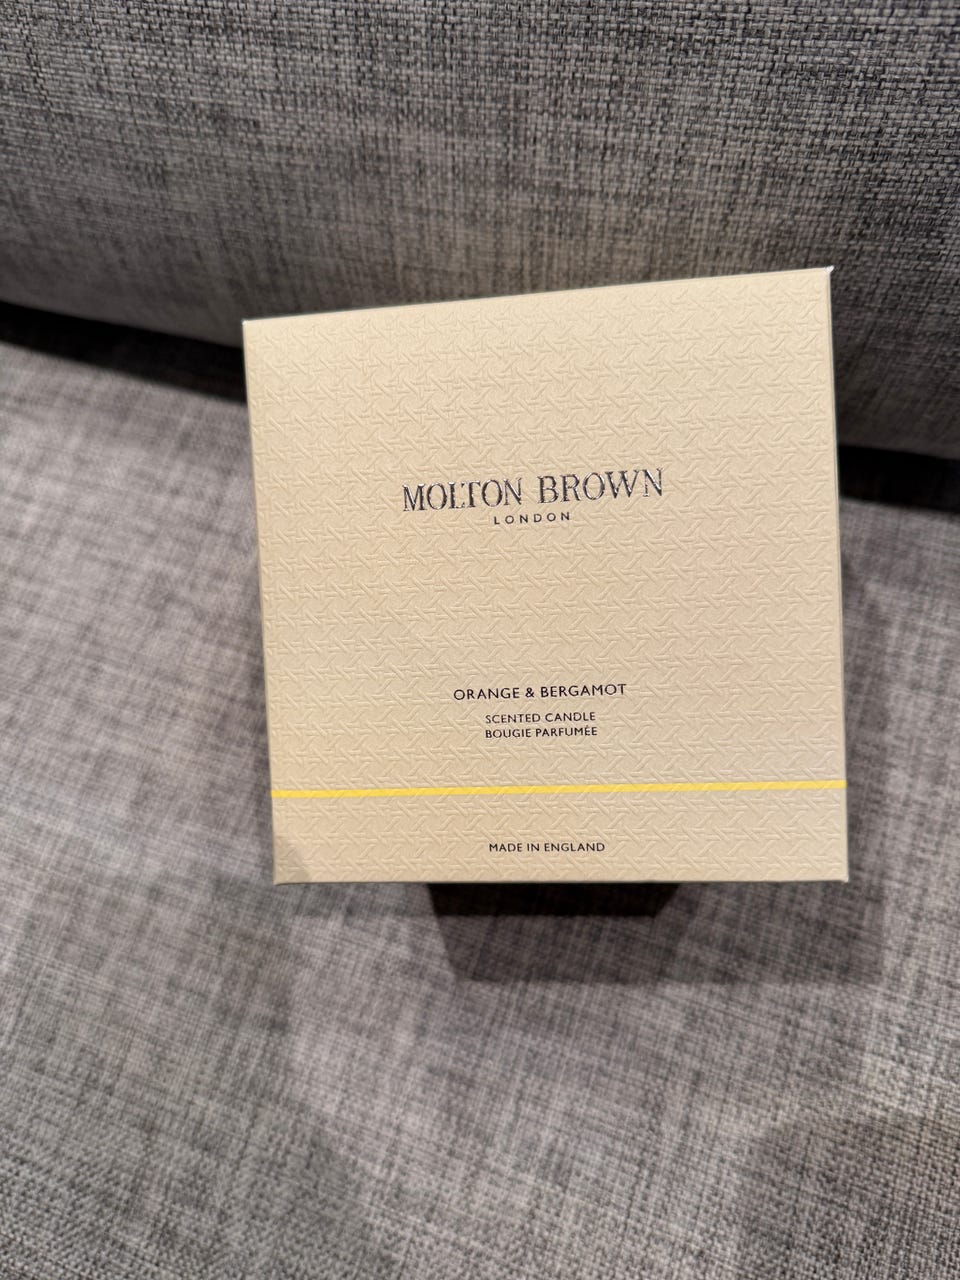 MOLTON BROWN
LONDON
ORANGE & BERGAMOT
SCENTED CANDLE
BOUGIE PARFUMÉE
MADE IN ENGLAND